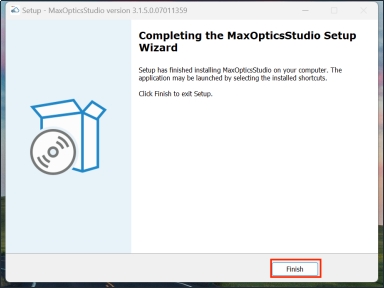 Setup - MaxOpticsStudio version 3.1.5.0.07011359
Completing the MaxOpticsStudio Setup
Wizard
Setup has finished installing MaxOpticsStudio on your computer. The
application may be launched by selecting the installed shortcuts.
Click Finish to exit Setup.
Finish